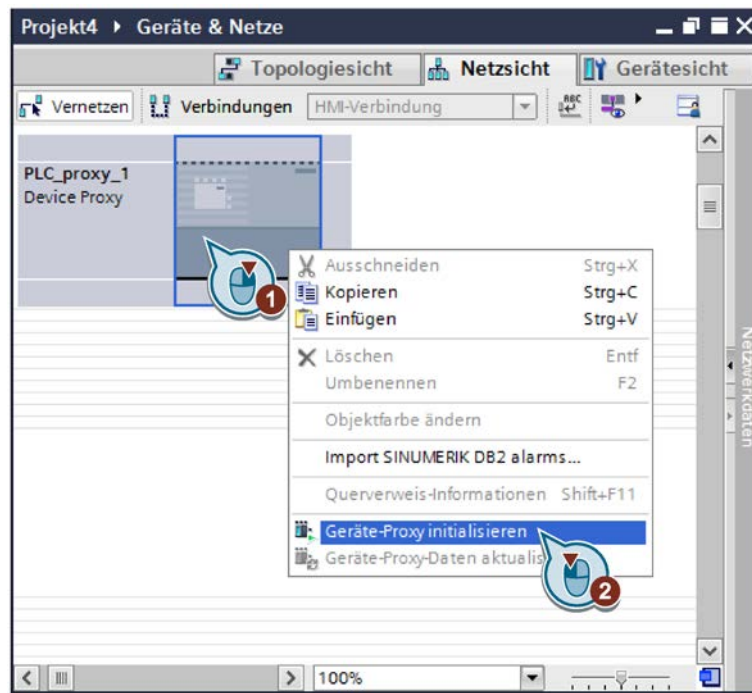 Projekt4 ▸ Geräte & Netze
Topologiesicht Netzsicht Gerätesicht
Vernetzen Verbindungen HMI-Verbindung
PLC_proxy_1
Device Proxy
Ausschneiden Strg+X
Kopieren Strg+C
Einfügen Strg+V
Löschen Entf
Umbenennen F2
Objektfarbe ändern
Import SINUMERIK DB2 alarms...
Querverweis-Informationen Shift+F11
Geräte-Proxy initialisieren
Geräte-Proxy-Daten aktualis
1
2
Netzwerkdaten
100%